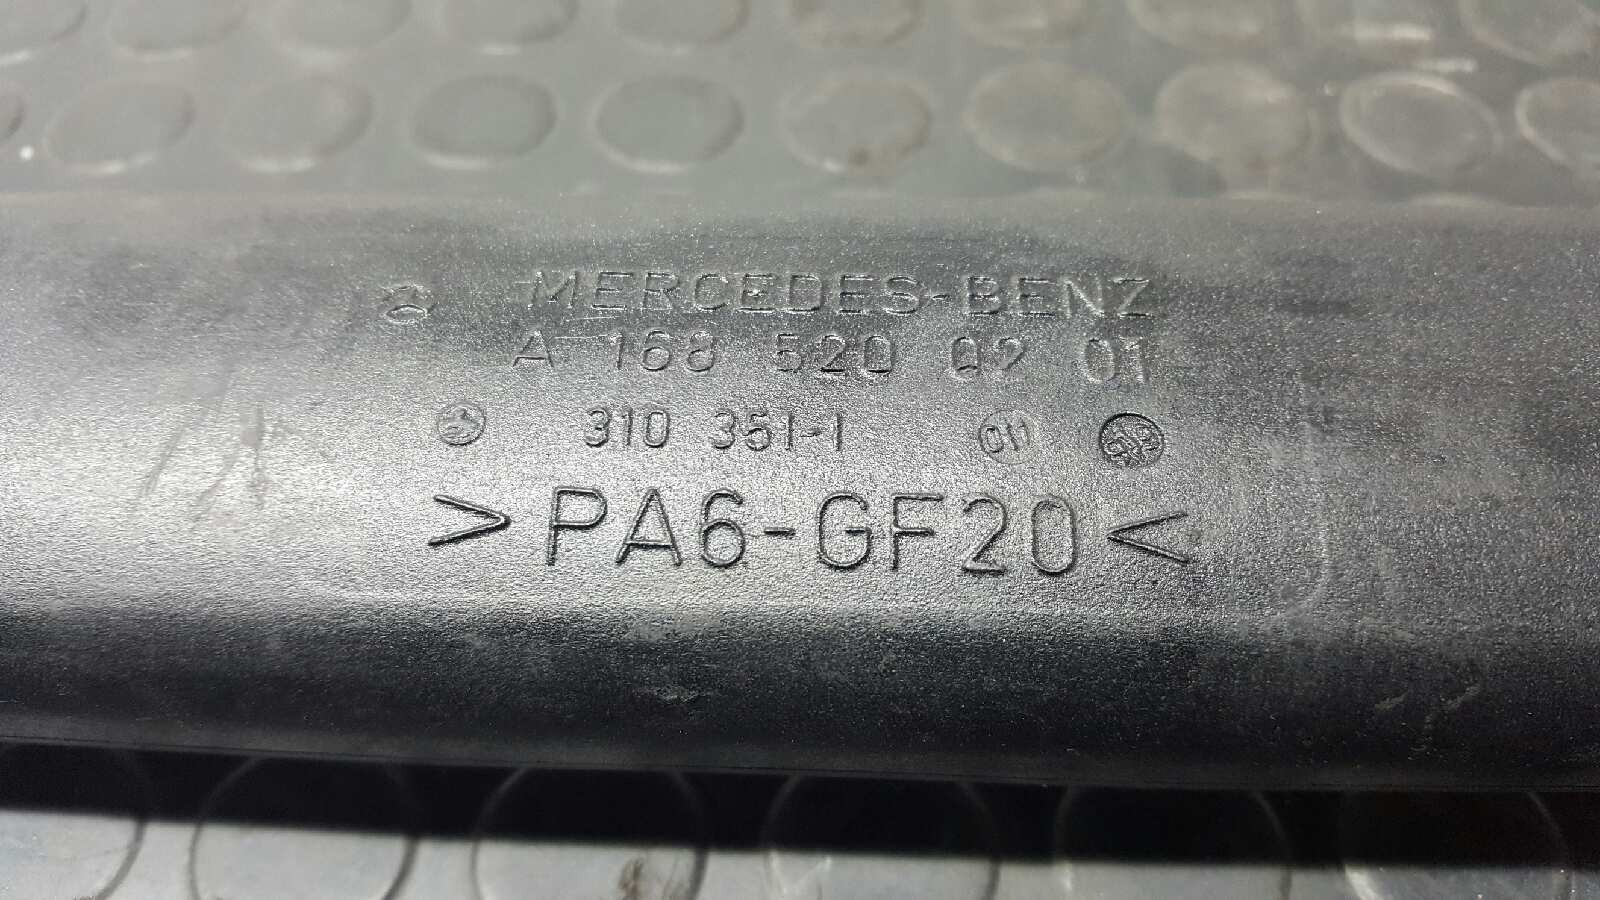 MERCEDES-BENZ
A 168 520 02 01
310 351-1
>PA6-GF20<